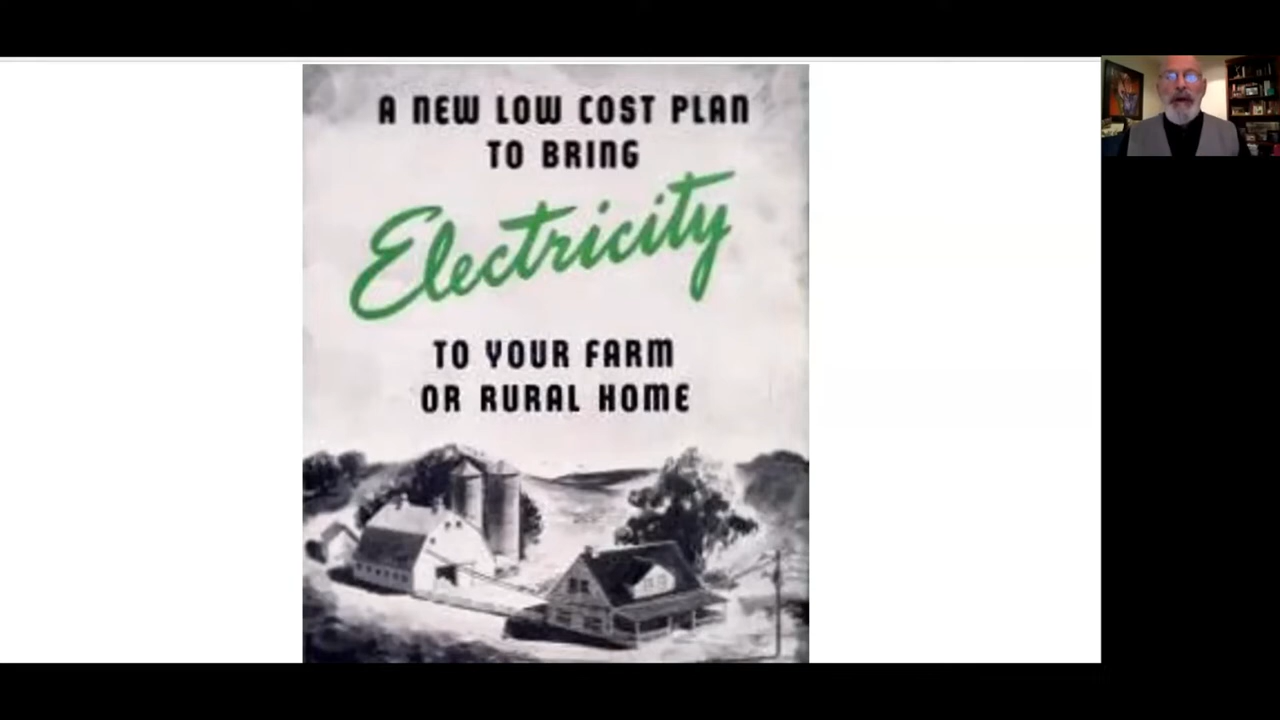 A NEW LOW COST PLAN
TO BRING
Electricity
TO YOUR FARM
OR RURAL HOME